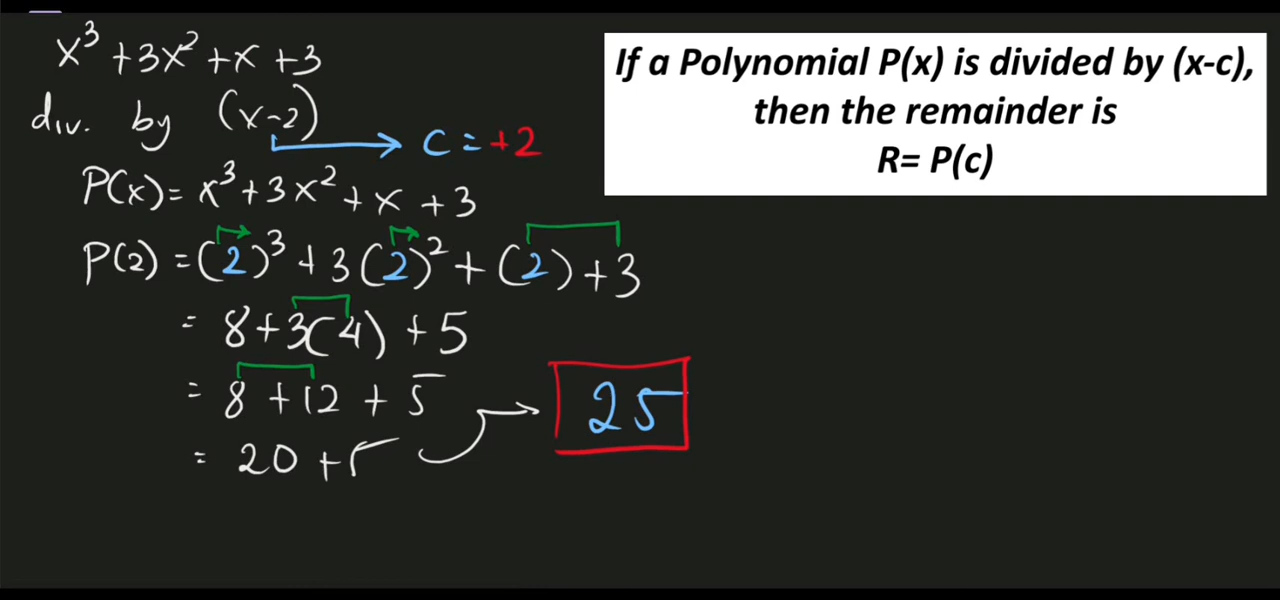 x³ + 3x² + x + 3
div. by (x-2)
C = +2
P(x) = x³ + 3x² + x + 3
P(2) = (2)³ + 3(2)² + (2) + 3
= 8 + 3(4) + 5
= 8 + 12 + 5
= 20 + 5
25
If a Polynomial P(x) is divided by (x-c),
then the remainder is
R= P(c)